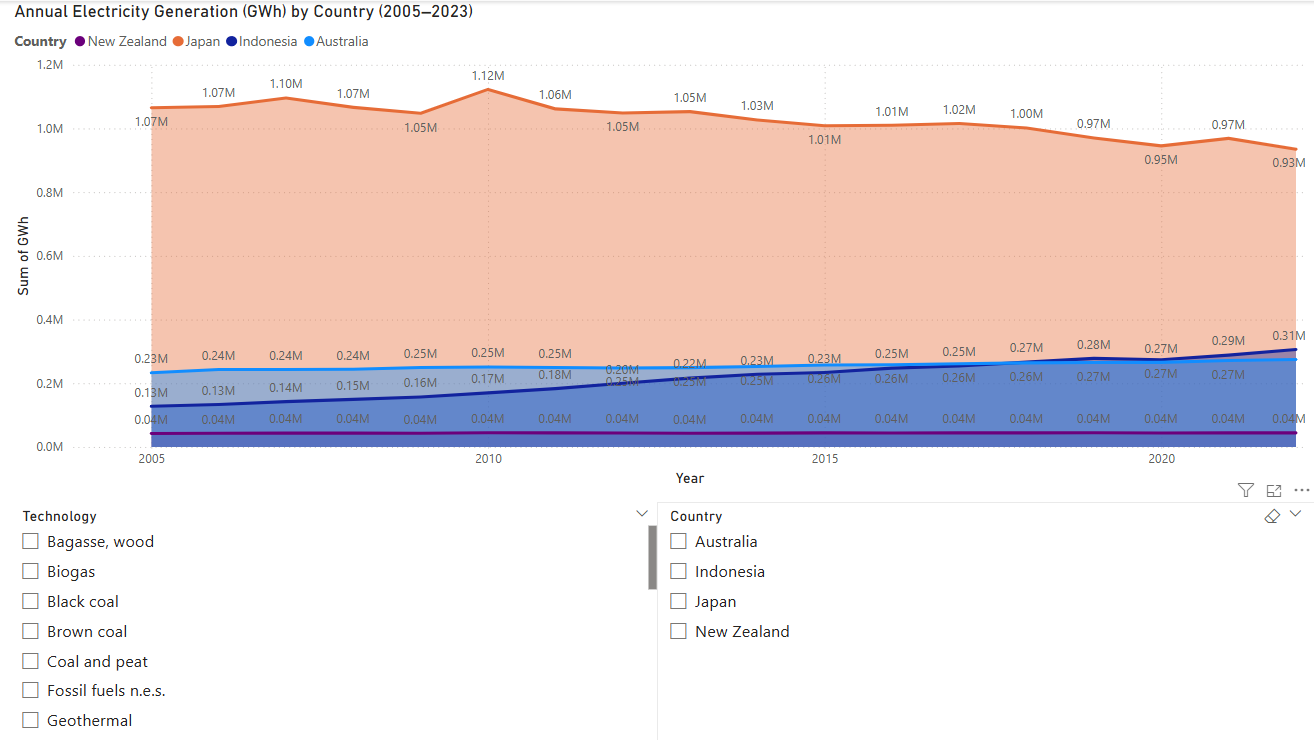 Annual Electricity Generation (GWh) by Country (2005–2023)
Country New Zealand Japan Indonesia Australia
1.2M
1.12M
1.10M
1.07M 1.07M 1.06M
1.05M
1.03M
1.01M 1.02M 1.00M
0.97M 0.97M
1.07M
1.0M
1.05M 1.05M
1.01M
0.95M 0.93M
0.8M
Sum of GWh
0.6M
0.4M
0.31M
0.27M 0.28M 0.27M 0.29M
0.23M 0.24M 0.24M 0.24M 0.25M 0.25M 0.25M 0.20M 0.22M 0.23M 0.23M 0.25M 0.25M
0.2M
0.13M 0.13M 0.14M 0.15M 0.16M 0.17M 0.18M 0.25M 0.25M 0.25M 0.26M 0.26M 0.26M 0.26M 0.27M 0.27M 0.27M
0.04M 0.04M 0.04M 0.04M 0.04M 0.04M 0.04M 0.04M 0.04M 0.04M 0.04M 0.04M 0.04M 0.04M 0.04M 0.04M 0.04M 0.04M
0.0M
2005 2010 2015 2020
Year
Technology
Bagasse, wood
Biogas
Black coal
Brown coal
Coal and peat
Fossil fuels n.e.s.
Geothermal
Country
Australia
Indonesia
Japan
New Zealand